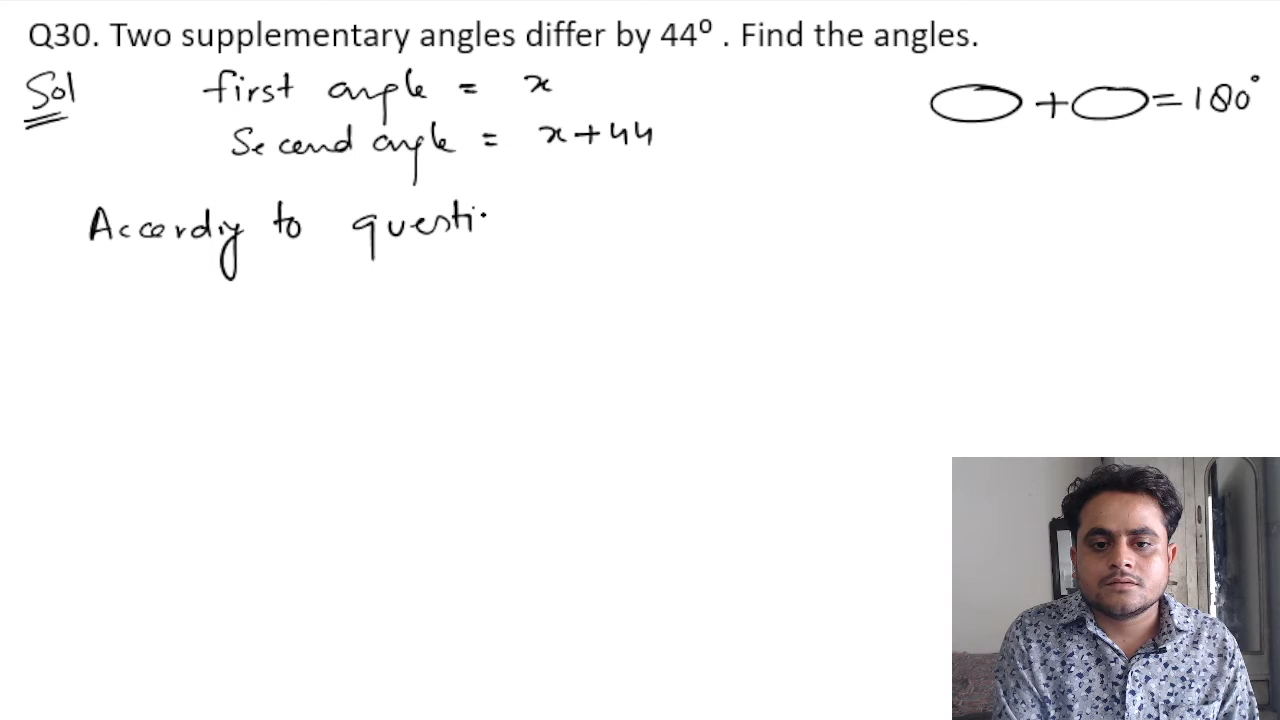 Q30. Two supplementary angles differ by 44⁰ . Find the angles.
Sol first angle = x
+ = 180°
Second angle = x+44
According to questi